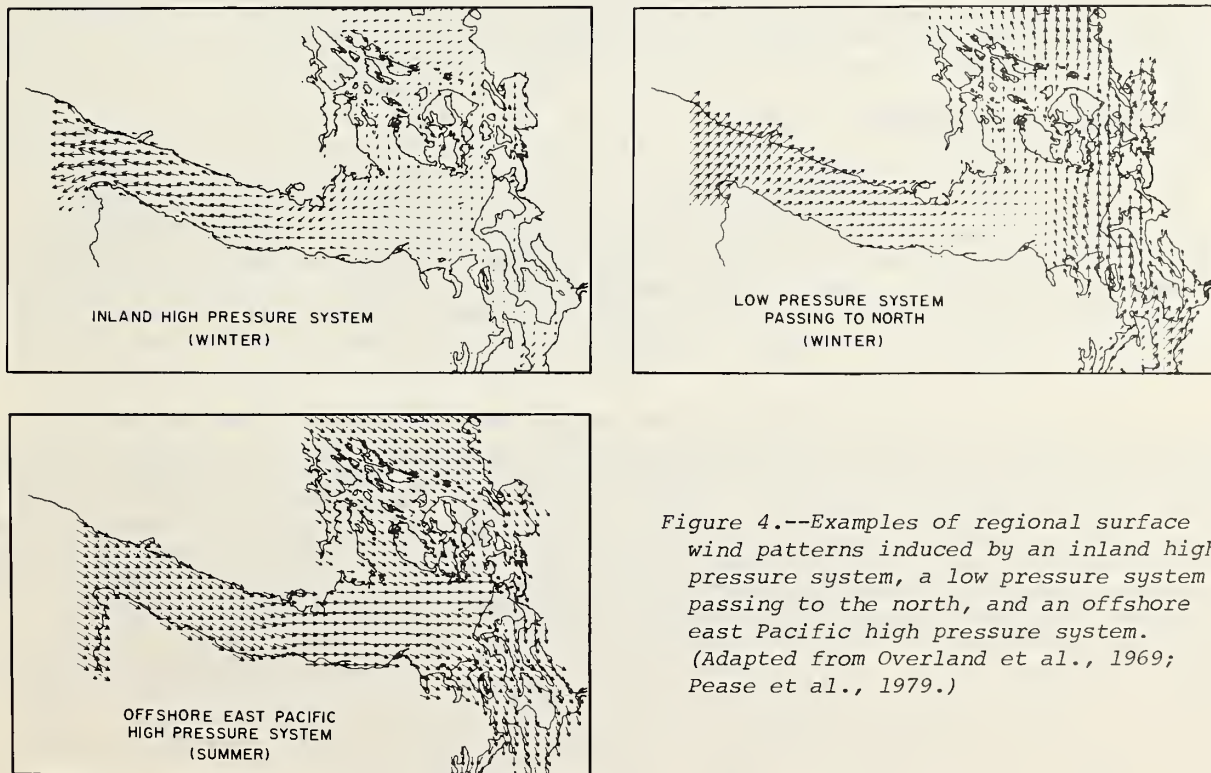 INLAND HIGH PRESSURE SYSTEM
(WINTER)
LOW PRESSURE SYSTEM
PASSING TO NORTH
(WINTER)
OFFSHORE EAST PACIFIC
HIGH PRESSURE SYSTEM
(SUMMER)
Figure 4.--Examples of regional surface
wind patterns induced by an inland high
pressure system, a low pressure system
passing to the north, and an offshore
east Pacific high pressure system.
(Adapted from Overland et al., 1969;
Pease et al., 1979.)